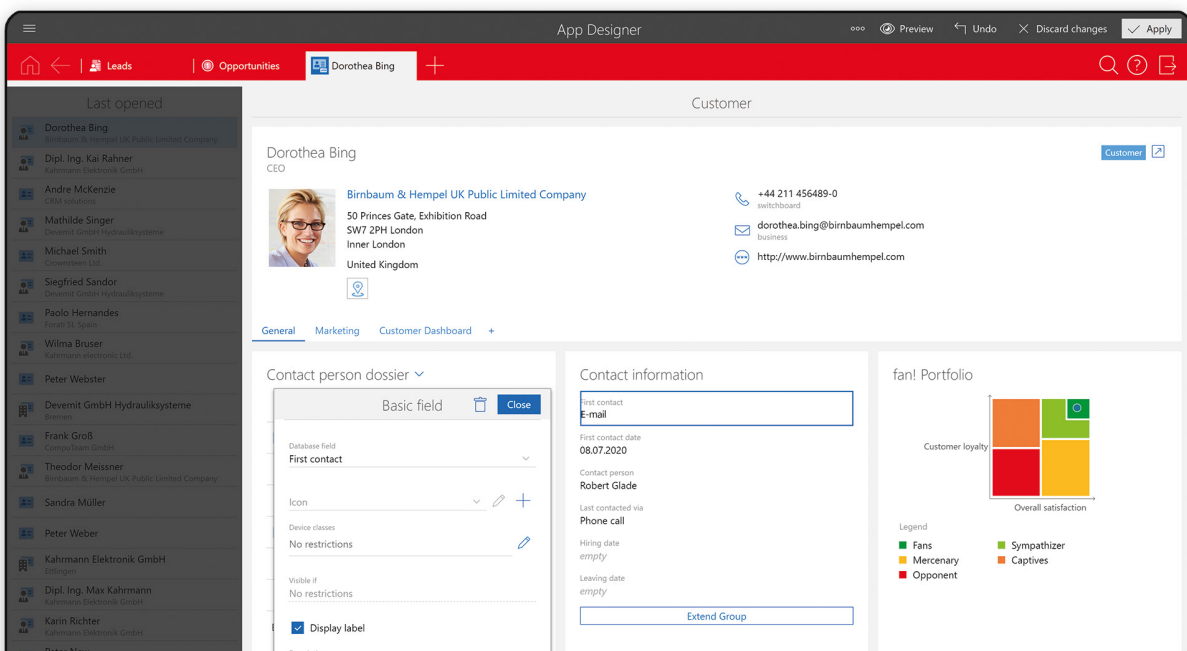 App Designer
Preview
Undo
Discard changes
Apply
Leads
Opportunities
Dorothea Bing
Last opened
Dorothea Bing
Birnbaum & Hempel UK Public Limited Company
Dipl. Ing. Kai Rahner
Kahrmann Elektronik GmbH
Andre McKenzie
CRM solutions
Mathilde Singer
Devemit GmbH Hydrauliksysteme
Michael Smith
Siegfried Sandor
Devemit GmbH Hydrauliksysteme
Paolo Hernandes
Forati SL Spain
Wilma Bruser
Kahrmann electronic Ltd.
Peter Webster
Devemit GmbH Hydrauliksysteme
Bremen
Frank Groß
CompuTeam GmbH
Theodor Meissner
Birnbaum & Hempel UK Public Limited Company
Sandra Müller
Peter Weber
Kahrmann Elektronik GmbH
Ettlingen
Dipl. Ing. Max Kahrmann
Kahrmann Elektronik GmbH
Karin Richter
Kahrmann Elektronik GmbH
Customer
Dorothea Bing
CEO
Customer
Birnbaum & Hempel UK Public Limited Company
50 Princes Gate, Exhibition Road
SW7 2PH London
Inner London
United Kingdom
+44 211 456489-0
switchboard
dorothea.bing@birnbaumhempel.com
business
http://www.birnbaumhempel.com
General
Marketing
Customer Dashboard
+
Contact person dossier
Basic field
Close
Database field
First contact
Icon
Device classes
No restrictions
Visible if
No restrictions
Display label
Contact information
First contact
E-mail
First contact date
08.07.2020
Contact person
Robert Glade
Last contacted via
Phone call
Hiring date
empty
Leaving date
empty
Extend Group
fan! Portfolio
Customer loyalty
Overall satisfaction
Legend
Fans
Sympathizer
Mercenary
Captives
Opponent